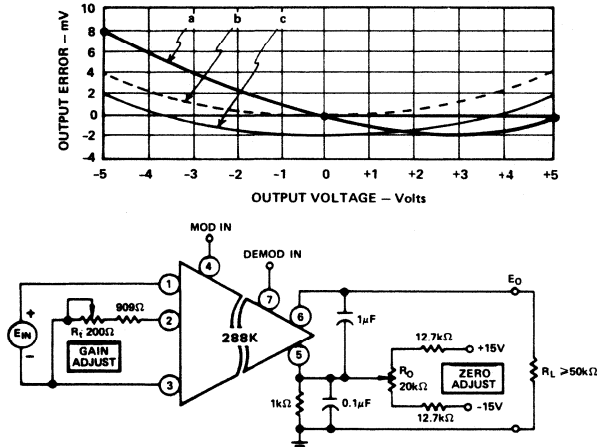 OUTPUT ERROR – mV
8
6
4
2
0
-2
-4
a
b
c
-5
-4
-3
-2
-1
0
+1
+2
+3
+4
+5
OUTPUT VOLTAGE – Volts
MOD IN
DEMOD IN
4
7
1
2
3
6
5
288K
EIN
+
–
Ri 200Ω
909Ω
GAIN
ADJUST
1μF
EO
12.7kΩ
+15V
RO
20kΩ
ZERO
ADJUST
RL ≥50kΩ
1kΩ
0.1μF
12.7kΩ
-15V